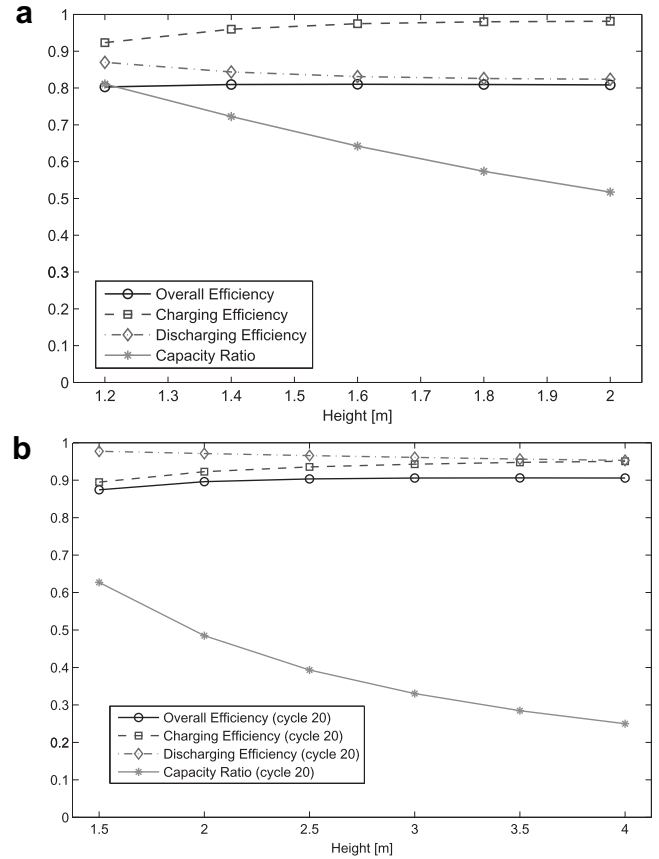 a
1
0.9
0.8
0.7
0.6
0.5
0.4
0.3
0.2
0.1
0
Overall Efficiency
Charging Efficiency
Discharging Efficiency
Capacity Ratio
1.2 1.3 1.4 1.5 1.6 1.7 1.8 1.9 2
Height [m]
b
1
0.9
0.8
0.7
0.6
0.5
0.4
0.3
0.2
0.1
0
Overall Efficiency (cycle 20)
Charging Efficiency (cycle 20)
Discharging Efficiency (cycle 20)
Capacity Ratio (cycle 20)
1.5 2 2.5 3 3.5 4
Height [m]